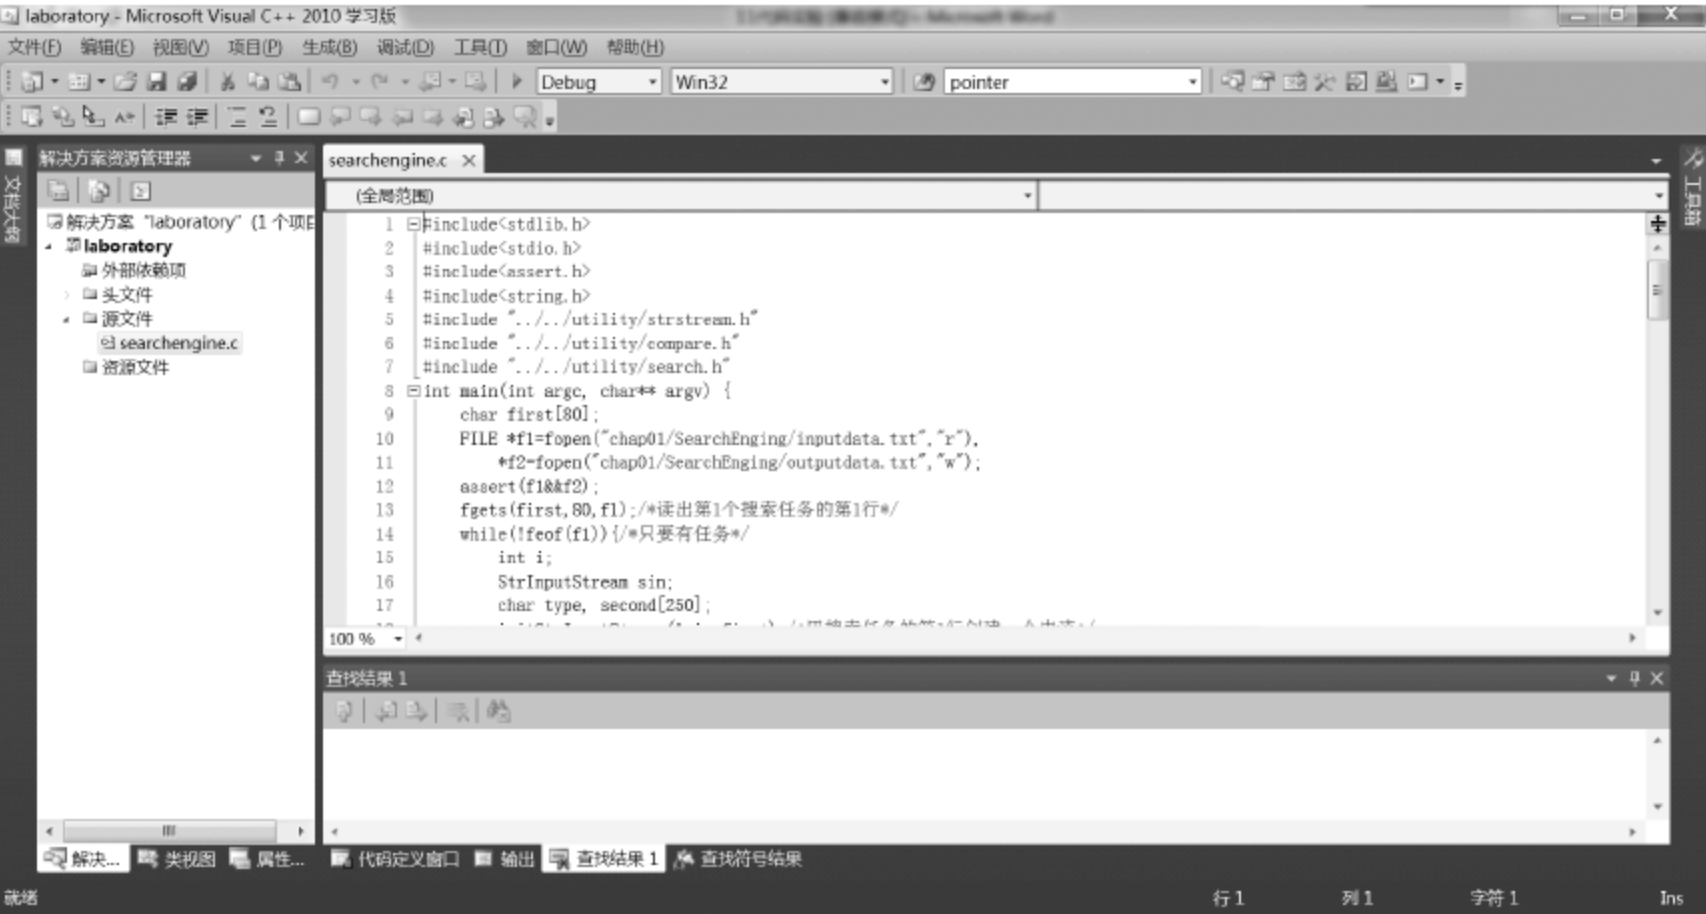 laboratory - Microsoft Visual C++ 2010 学习版
文件(F) 编辑(E) 视图(V) 项目(P) 生成(B) 调试(D) 工具(T) 窗口(W) 帮助(H)
Debug Win32 pointer
文档大纲
解决方案资源管理器
解决方案 "laboratory" (1 个项目
laboratory
外部依赖项
头文件
源文件
searchengine.c
资源文件
searchengine.c
工具箱
(全局范围)
1 #include<stdlib.h>
2 #include<stdio.h>
3 #include<assert.h>
4 #include<string.h>
5 #include "../../utility/strstream.h"
6 #include "../../utility/compare.h"
7 #include "../../utility/search.h"
8 int main(int argc, char** argv) {
9 char first[80];
10 FILE *f1=fopen("chap01/SearchEnging/inputdata.txt","r"),
11 *f2=fopen("chap01/SearchEnging/outputdata.txt","w");
12 assert(f1&&f2);
13 fgets(first,80,f1);/*读出第1个搜索任务的第1行*/
14 while(!feof(f1)){/*只要有任务*/
15 int i;
16 StrInputStream sin;
17 char type, second[250];
100 %
查找结果 1
解决... 类视图 属性...
代码定义窗口 输出 查找结果 1 查找符号结果
就绪 行 1 列 1 字符 1 Ins